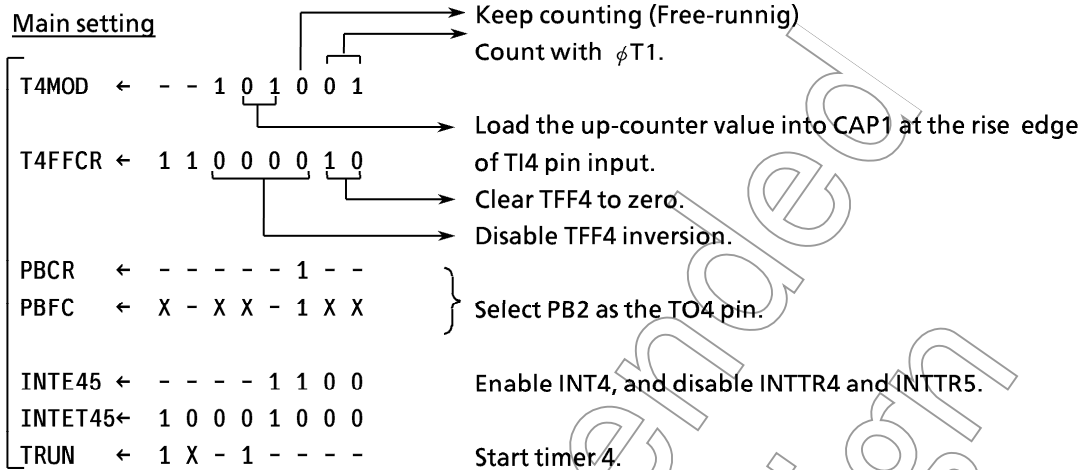 Main setting
Keep counting (Free-runnig)
Count with ϕT1.
T4MOD ← - - 1 0 1 0 0 1
Load the up-counter value into CAP1 at the rise edge
of TI4 pin input.
T4FFCR ← 1 1 0 0 0 0 1 0
Clear TFF4 to zero.
Disable TFF4 inversion.
PBCR ← - - - - - 1 - -
PBFC ← X - X X - 1 X X
Select PB2 as the TO4 pin.
INTE45 ← - - - - 1 1 0 0
Enable INT4, and disable INTTR4 and INTTR5.
INTET45← 1 0 0 0 1 0 0 0
TRUN ← 1 X - 1 - - - -
Start timer 4.
ended
sign